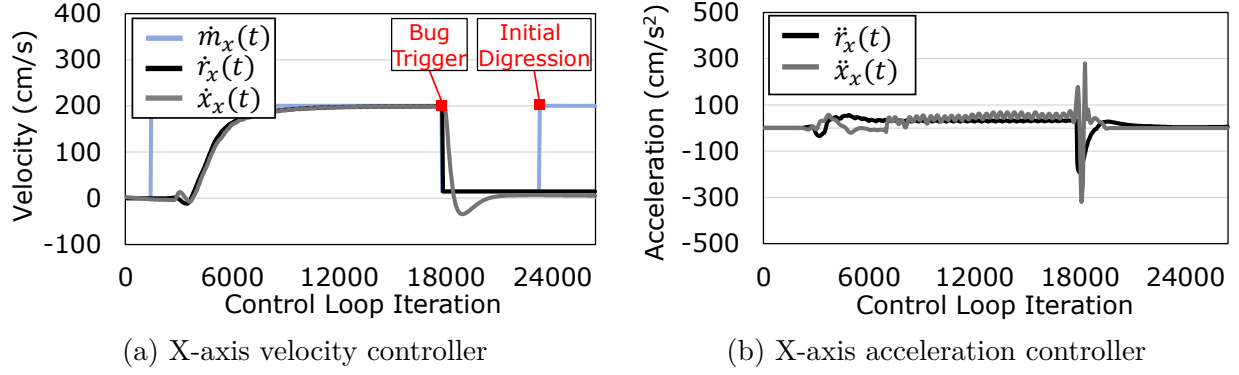 400
300
200
100
0
-100
Velocity (cm/s)
ṁₓ(t)
ṙₓ(t)
ẋₓ(t)
Bug
Trigger
Initial
Digression
0 6000 12000 18000 24000
Control Loop Iteration
(a) X-axis velocity controller
500
300
100
-100
-300
-500
Acceleration (cm/s²)
r̈ₓ(t)
ẍₓ(t)
0 6000 12000 18000 24000
Control Loop Iteration
(b) X-axis acceleration controller